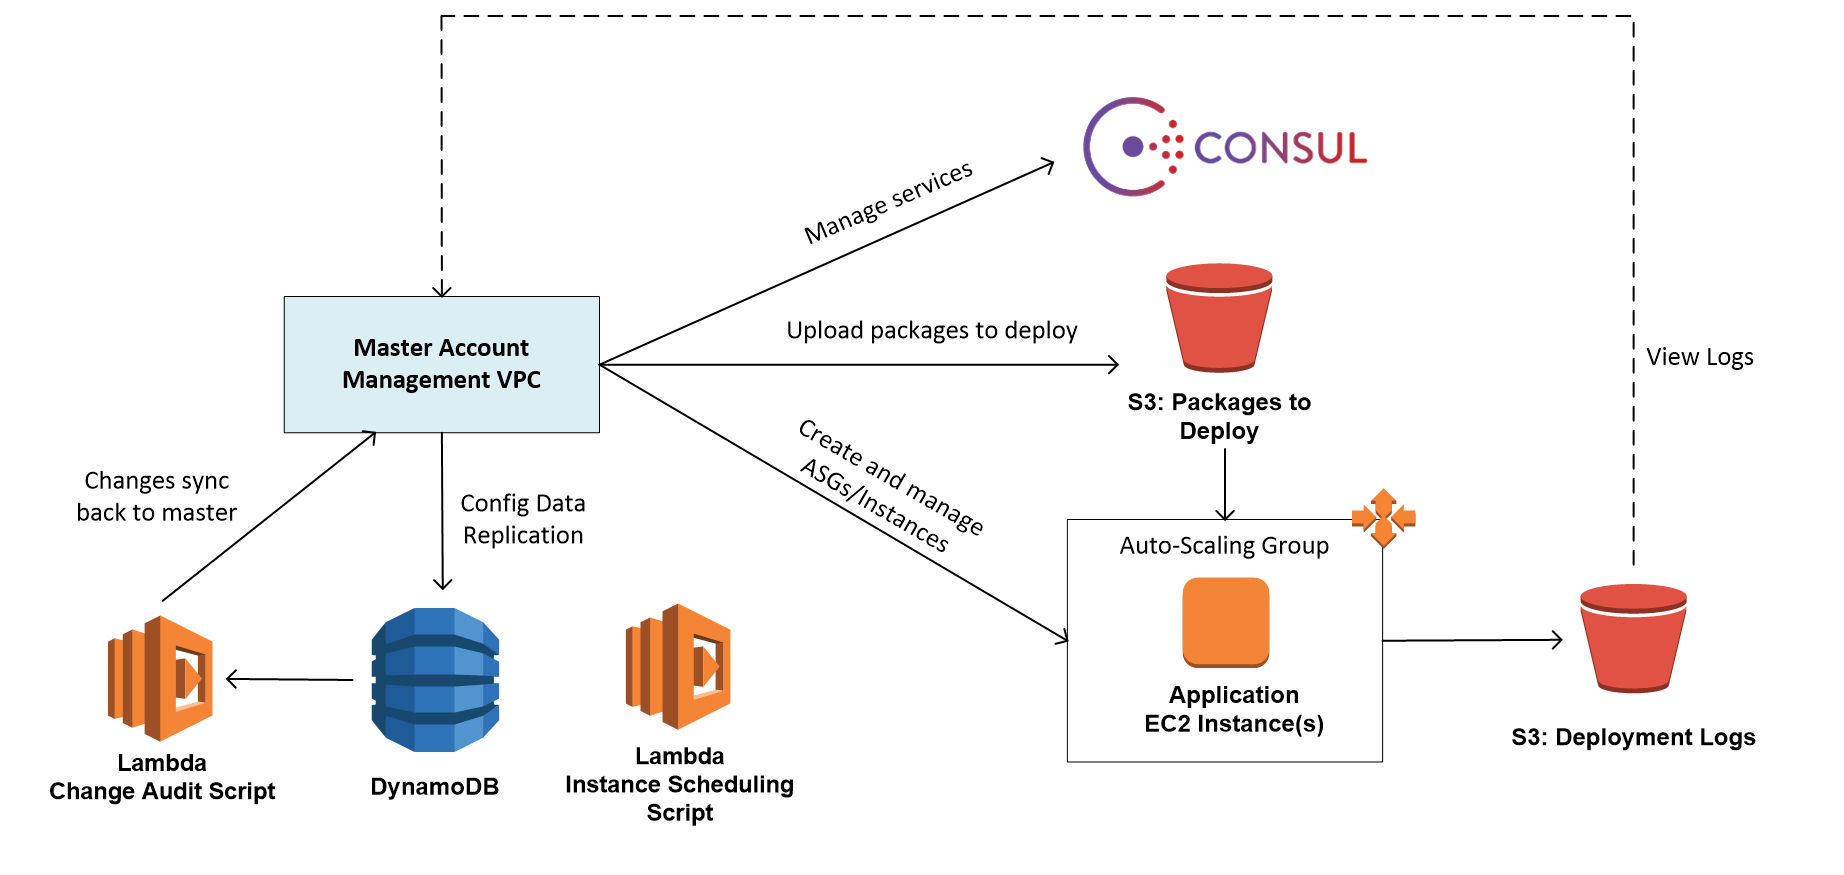 CONSUL
Manage services
Upload packages to deploy
View Logs
Master Account
Management VPC
S3: Packages to
Deploy
Create and manage
ASGs/Instances
Changes sync
back to master
Config Data
Replication
Auto-Scaling Group
Application
EC2 Instance(s)
S3: Deployment Logs
Lambda
Change Audit Script
DynamoDB
Lambda
Instance Scheduling
Script